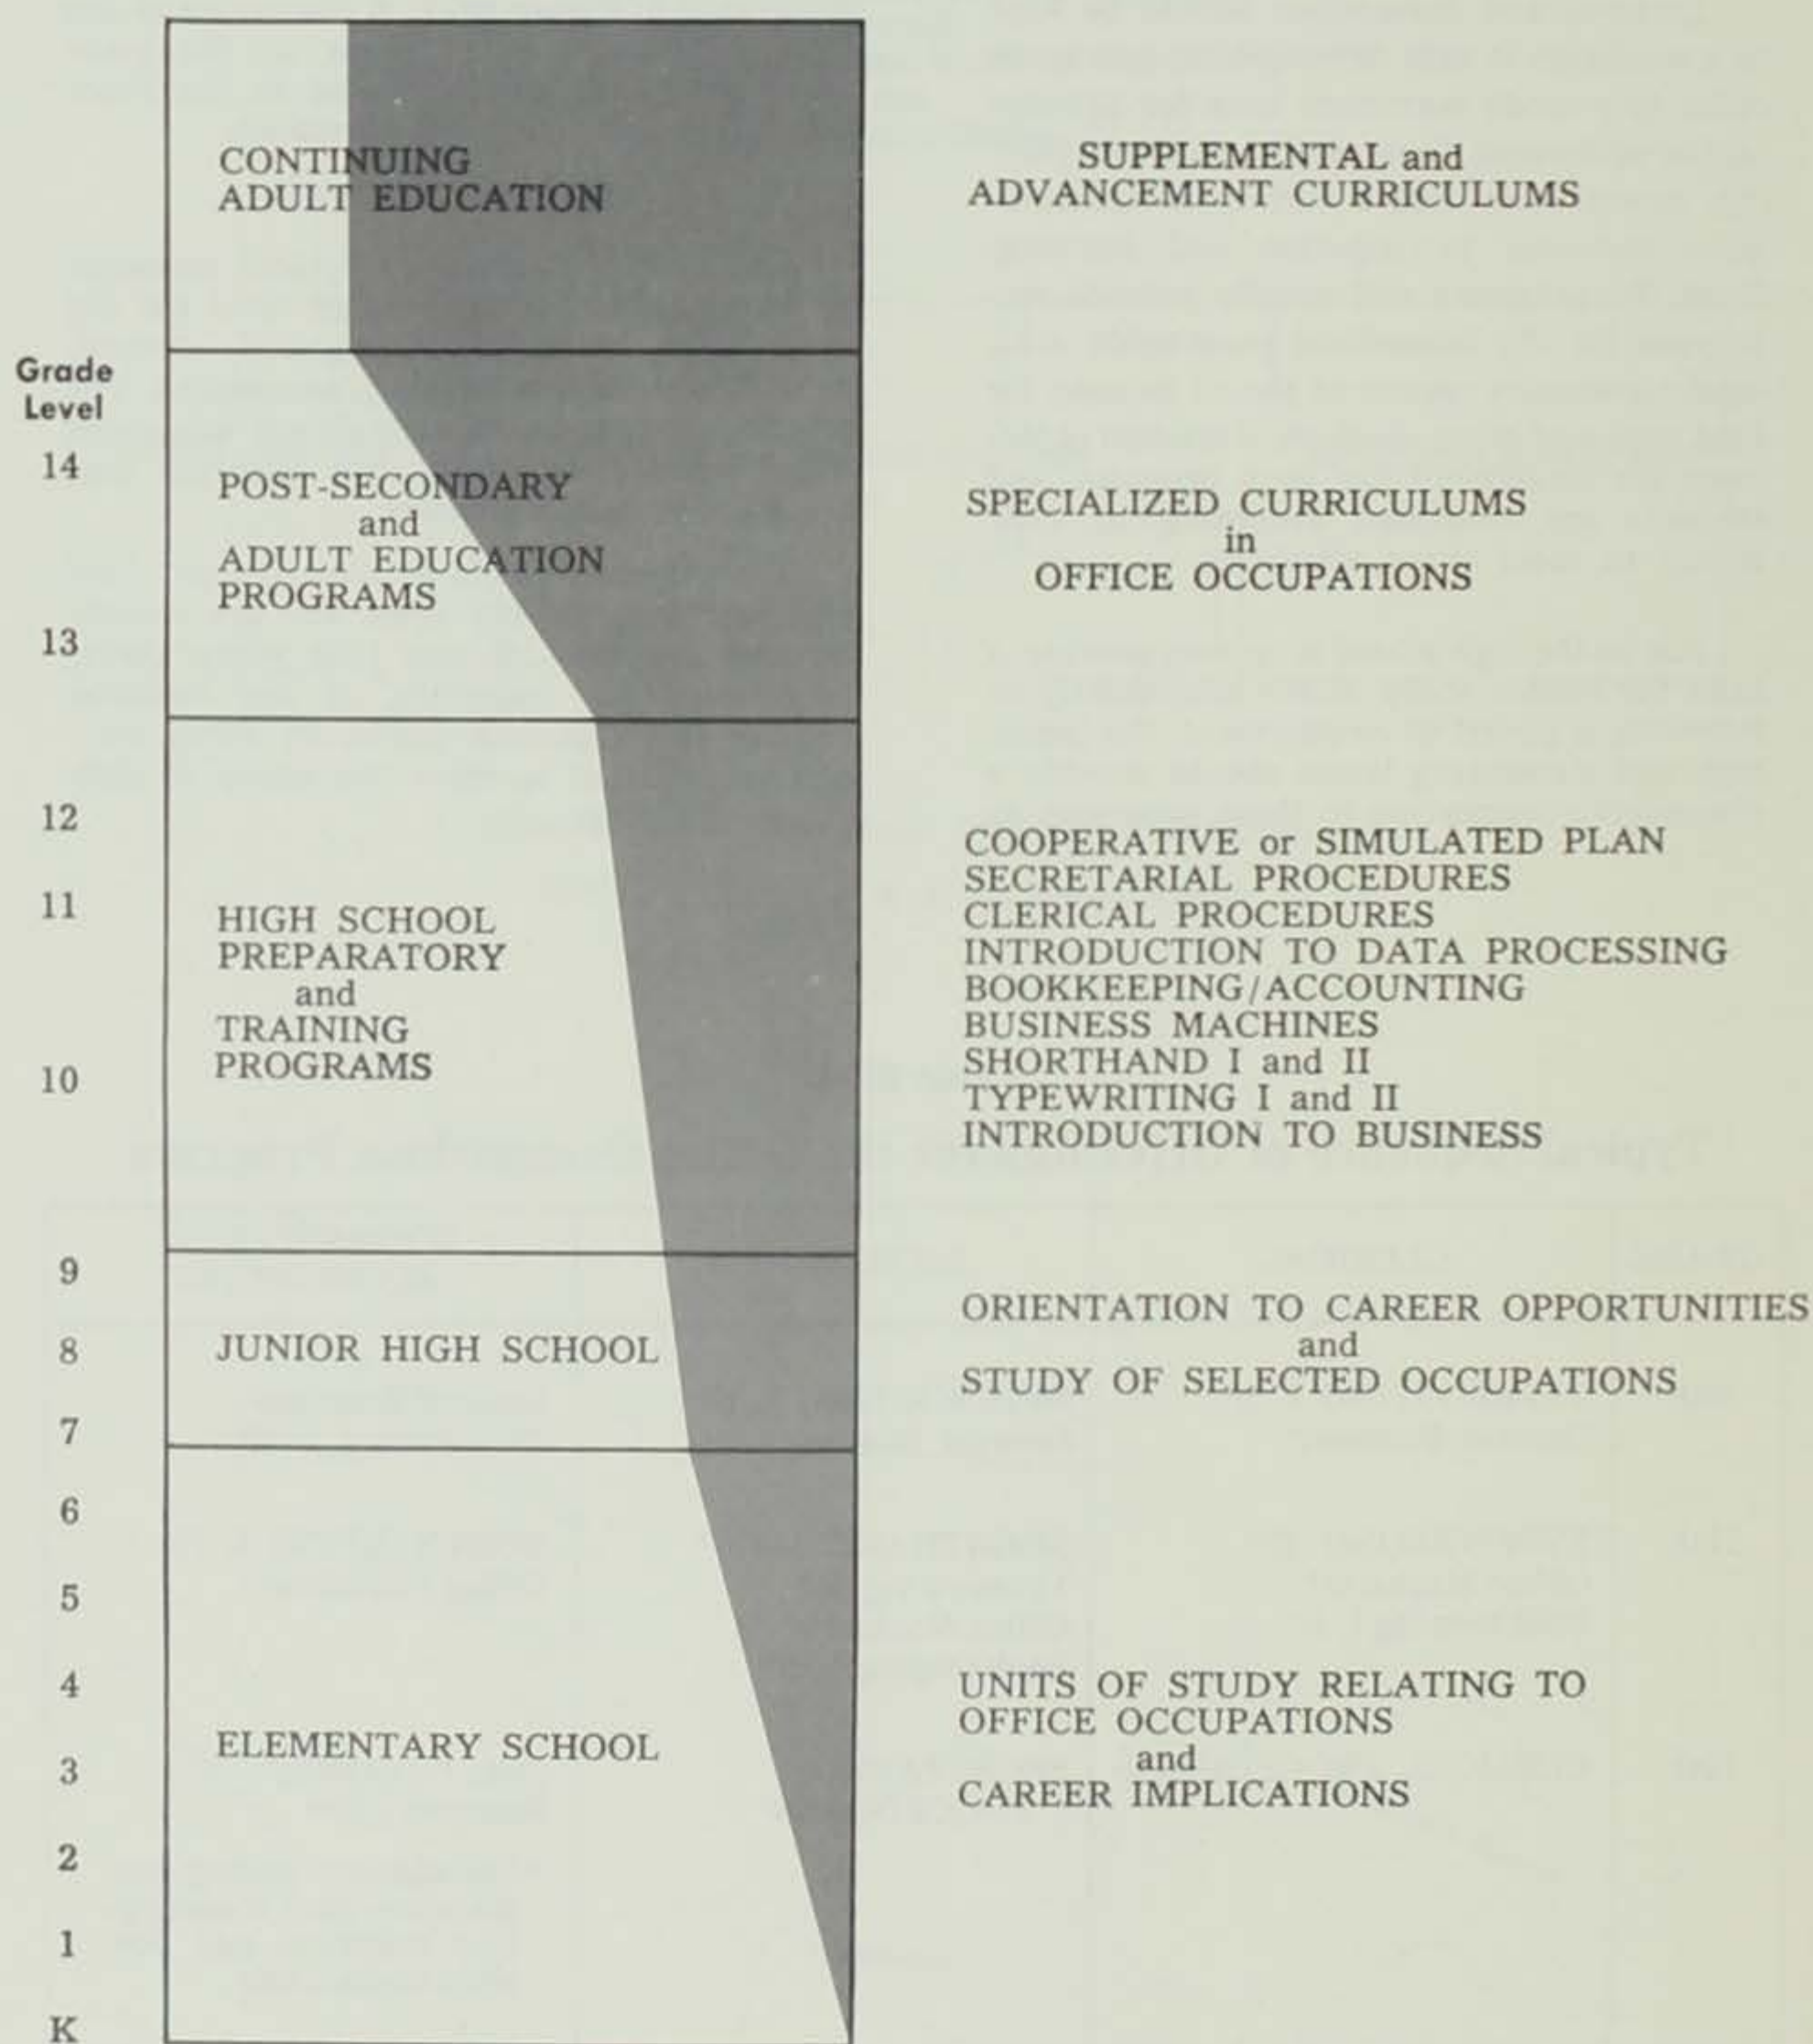 CONTINUING
ADULT EDUCATION
SUPPLEMENTAL and
ADVANCEMENT CURRICULUMS
Grade
Level
14
POST-SECONDARY
and
ADULT EDUCATION
PROGRAMS
SPECIALIZED CURRICULUMS
in
OFFICE OCCUPATIONS
13
12
11
10
HIGH SCHOOL
PREPARATORY
and
TRAINING
PROGRAMS
COOPERATIVE or SIMULATED PLAN
SECRETARIAL PROCEDURES
CLERICAL PROCEDURES
INTRODUCTION TO DATA PROCESSING
BOOKKEEPING/ACCOUNTING
BUSINESS MACHINES
SHORTHAND I and II
TYPEWRITING I and II
INTRODUCTION TO BUSINESS
9
8
7
JUNIOR HIGH SCHOOL
ORIENTATION TO CAREER OPPORTUNITIES
and
STUDY OF SELECTED OCCUPATIONS
6
5
4
3
2
1
K
ELEMENTARY SCHOOL
UNITS OF STUDY RELATING TO
OFFICE OCCUPATIONS
and
CAREER IMPLICATIONS